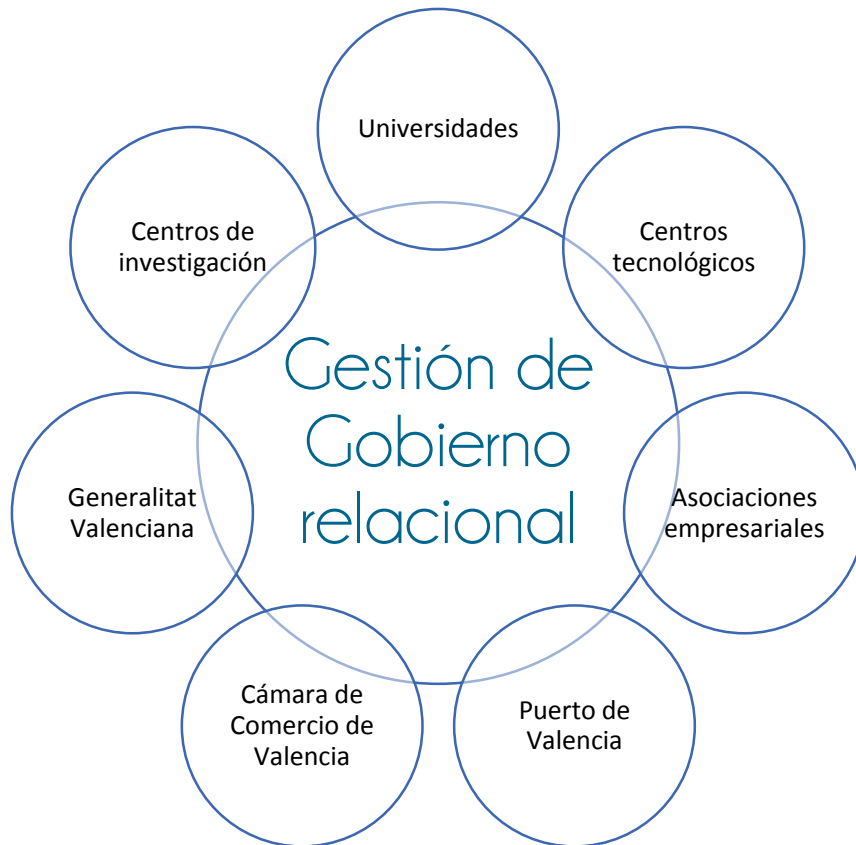 Universidades
Centros de
investigación
Centros
tecnológicos
Gestión de
Gobierno
relacional
Generalitat
Valenciana
Asociaciones
empresariales
Cámara de
Comercio de
Valencia
Puerto de
Valencia